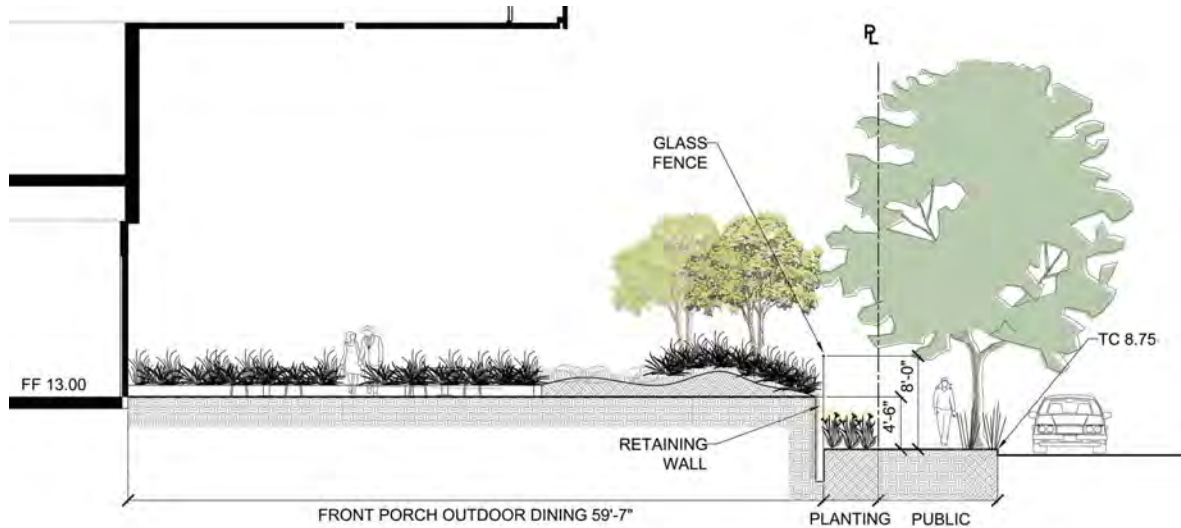 PL
GLASS
FENCE
TC 8.75
8'-0"
FF 13.00
4'-6"
RETAINING
WALL
FRONT PORCH OUTDOOR DINING 59'-7"
PLANTING
PUBLIC